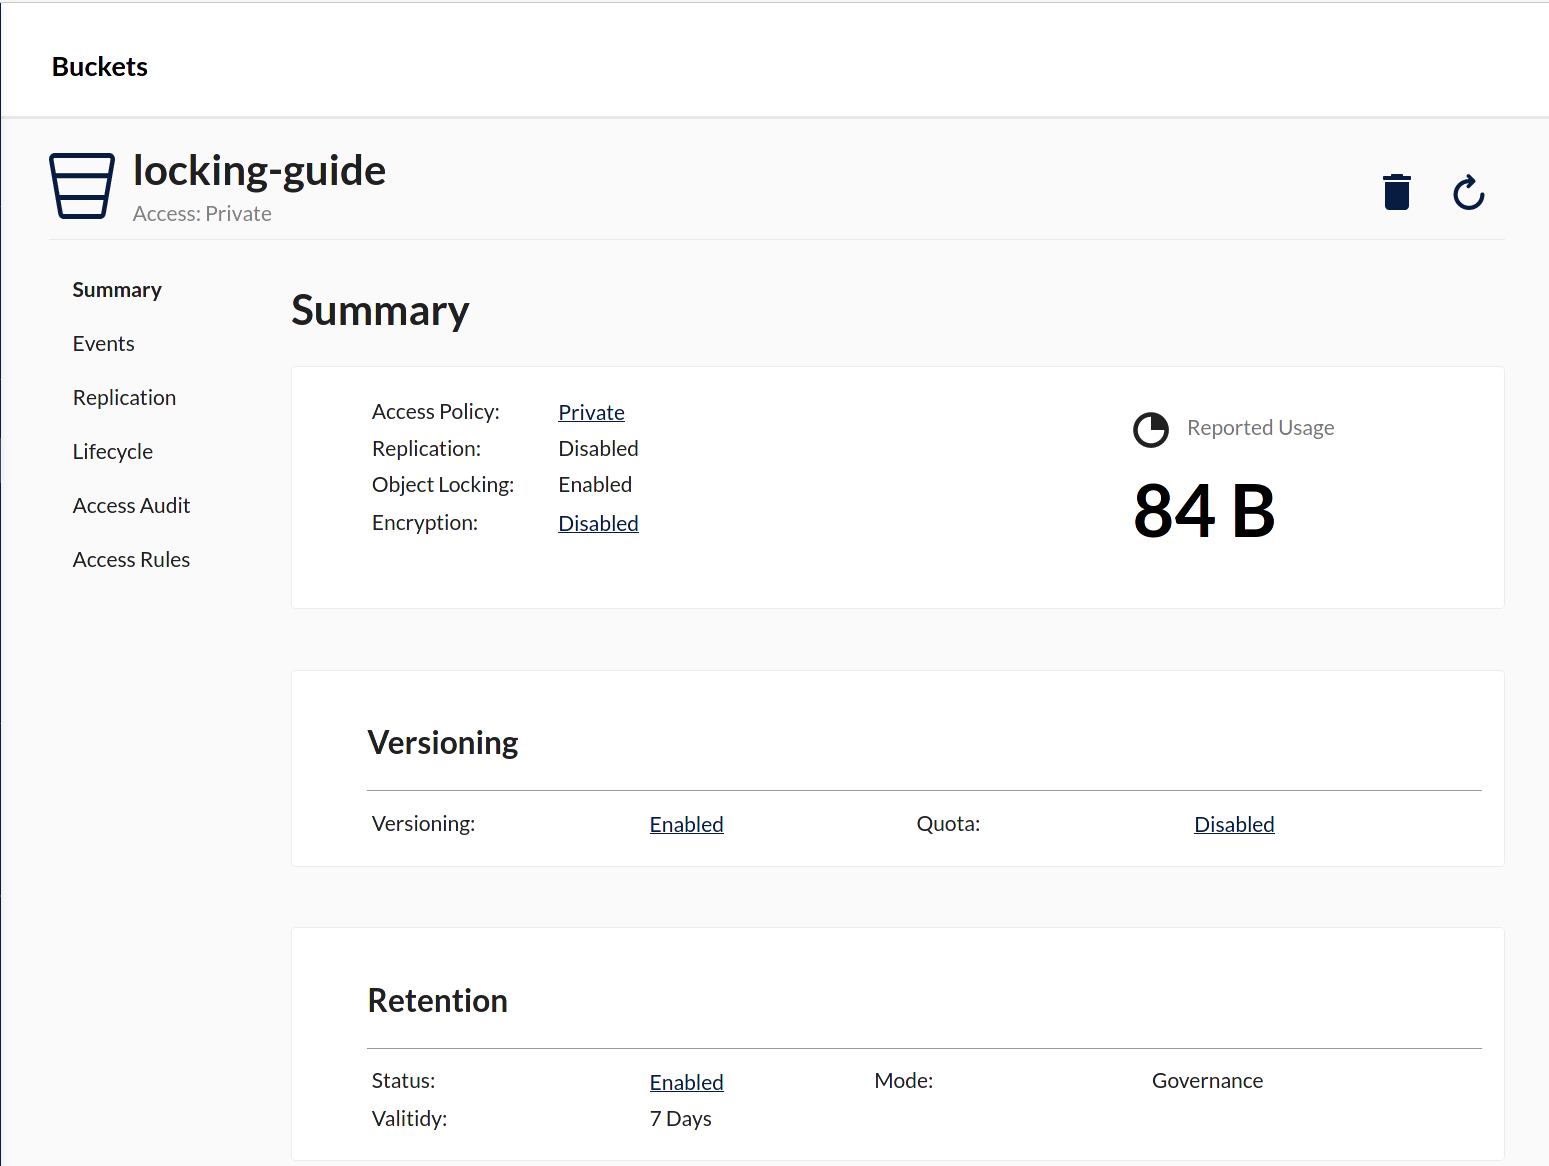 Buckets
locking-guide
Access: Private
Summary
Events
Replication
Lifecycle
Access Audit
Access Rules
Summary
Access Policy: Private
Replication: Disabled
Object Locking: Enabled
Encryption: Disabled
Reported Usage
84 B
Versioning
Versioning: Enabled Quota: Disabled
Retention
Status: Enabled Mode: Governance
Valitidy: 7 Days